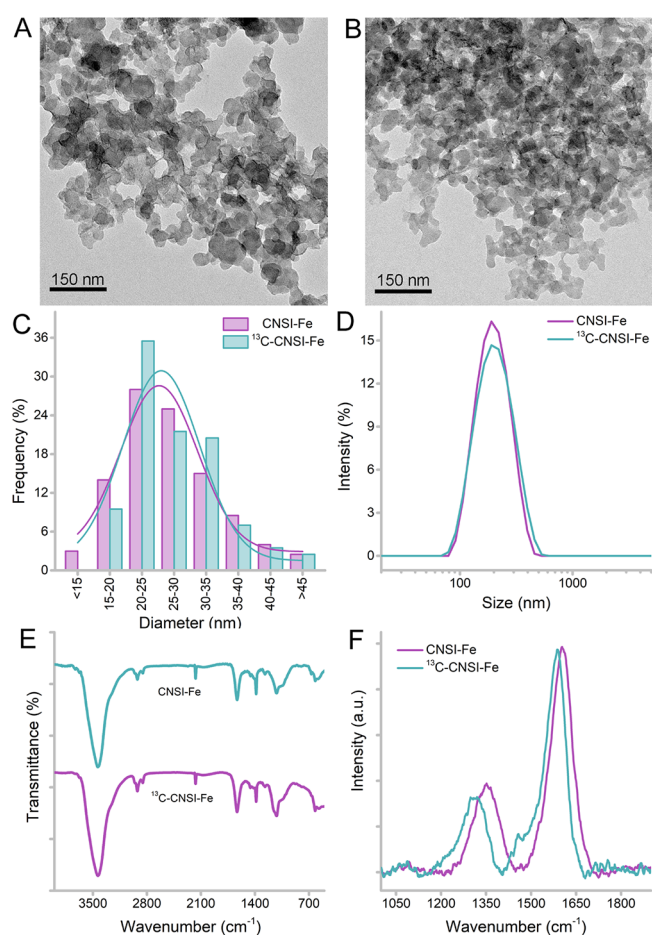 A
150 nm
B
150 nm
C
CNSI-Fe
¹³C-CNSI-Fe
Frequency (%)
36
30
24
18
12
6
0
<15
15-20
20-25
25-30
30-35
35-40
40-45
>45
Diameter (nm)
D
CNSI-Fe
¹³C-CNSI-Fe
Intensity (%)
15
12
9
6
3
0
100
1000
Size (nm)
E
CNSI-Fe
¹³C-CNSI-Fe
Transmittance (%)
3500
2800
2100
1400
700
Wavenumber (cm⁻¹)
F
CNSI-Fe
¹³C-CNSI-Fe
Intensity (a.u.)
1050
1200
1350
1500
1650
1800
Wavenumber (cm⁻¹)